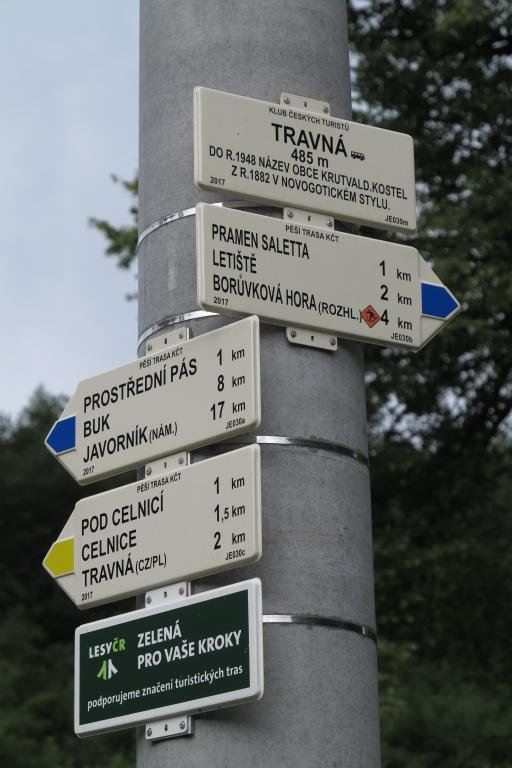 KLUB ČESKÝCH TURISTŮ
TRAVNÁ
485 m
DO R.1948 NÁZEV OBCE KRUTVALD.KOSTEL
Z R.1882 V NOVOGOTICKÉM STYLU.
2017 JE030m
PĚŠÍ TRASA KČT
PRAMEN SALETTA 1 km
LETIŠTĚ 2 km
BORŮVKOVÁ HORA (ROZHL.) 4 km
2017 JE030b
PĚŠÍ TRASA KČT
PROSTŘEDNÍ PÁS 1 km
BUK 8 km
JAVORNÍK (NÁM.) 17 km
2017 JE030a
PĚŠÍ TRASA KČT
POD CELNICÍ 1 km
CELNICE 1,5 km
TRAVNÁ (CZ/PL) 2 km
2017 JE030c
LESYČR ZELENÁ
PRO VAŠE KROKY
podporujeme značení turistických tras